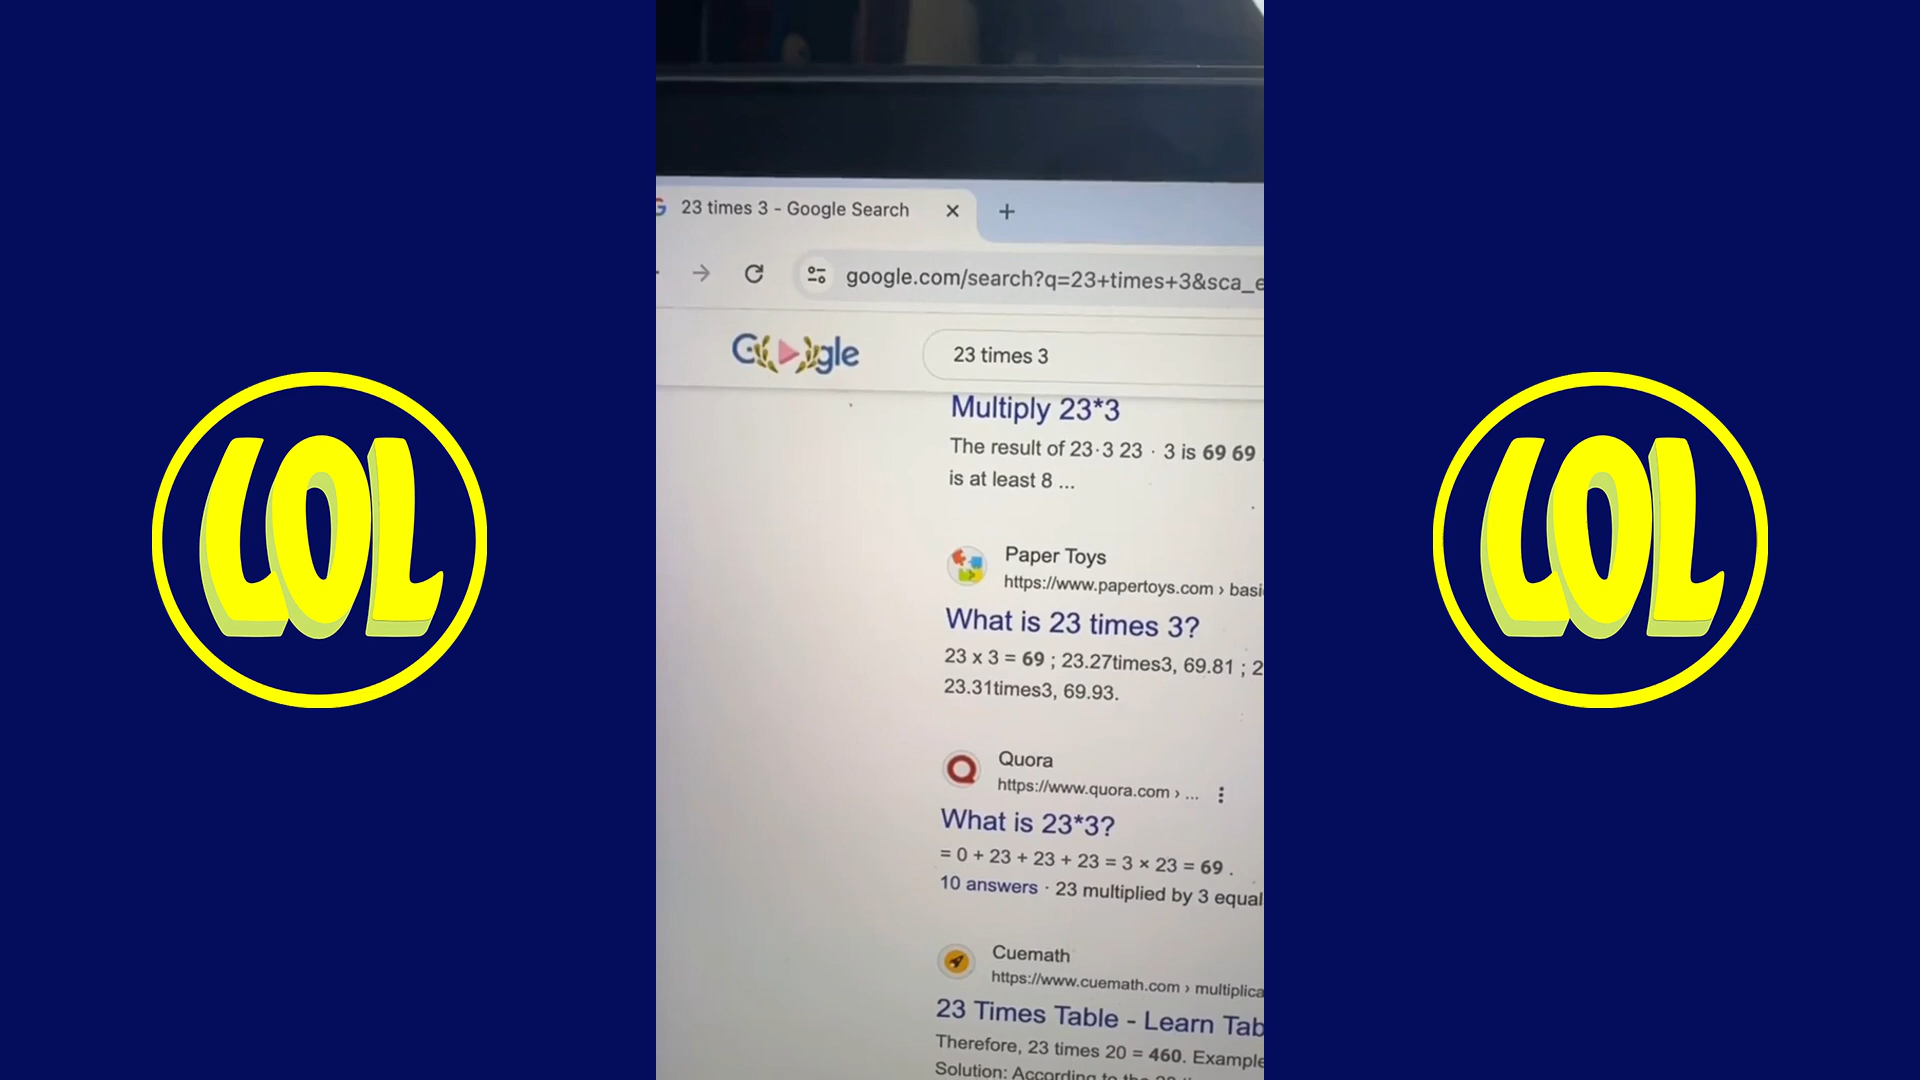 LOL
23 times 3 - Google Search
google.com/search?q=23+times+3&sca_e
Google
23 times 3
Multiply 23*3
The result of 23·3 23 · 3 is 69 69
is at least 8 ...
Paper Toys
https://www.papertoys.com › basi
What is 23 times 3?
23 x 3 = 69 ; 23.27times3, 69.81 ; 2
23.31times3, 69.93.
Quora
https://www.quora.com › ...
What is 23*3?
= 0 + 23 + 23 + 23 = 3 × 23 = 69 .
10 answers · 23 multiplied by 3 equal
Cuemath
https://www.cuemath.com › multiplica
23 Times Table - Learn Tab
Therefore, 23 times 20 = 460. Example
Solution: According to the
LOL